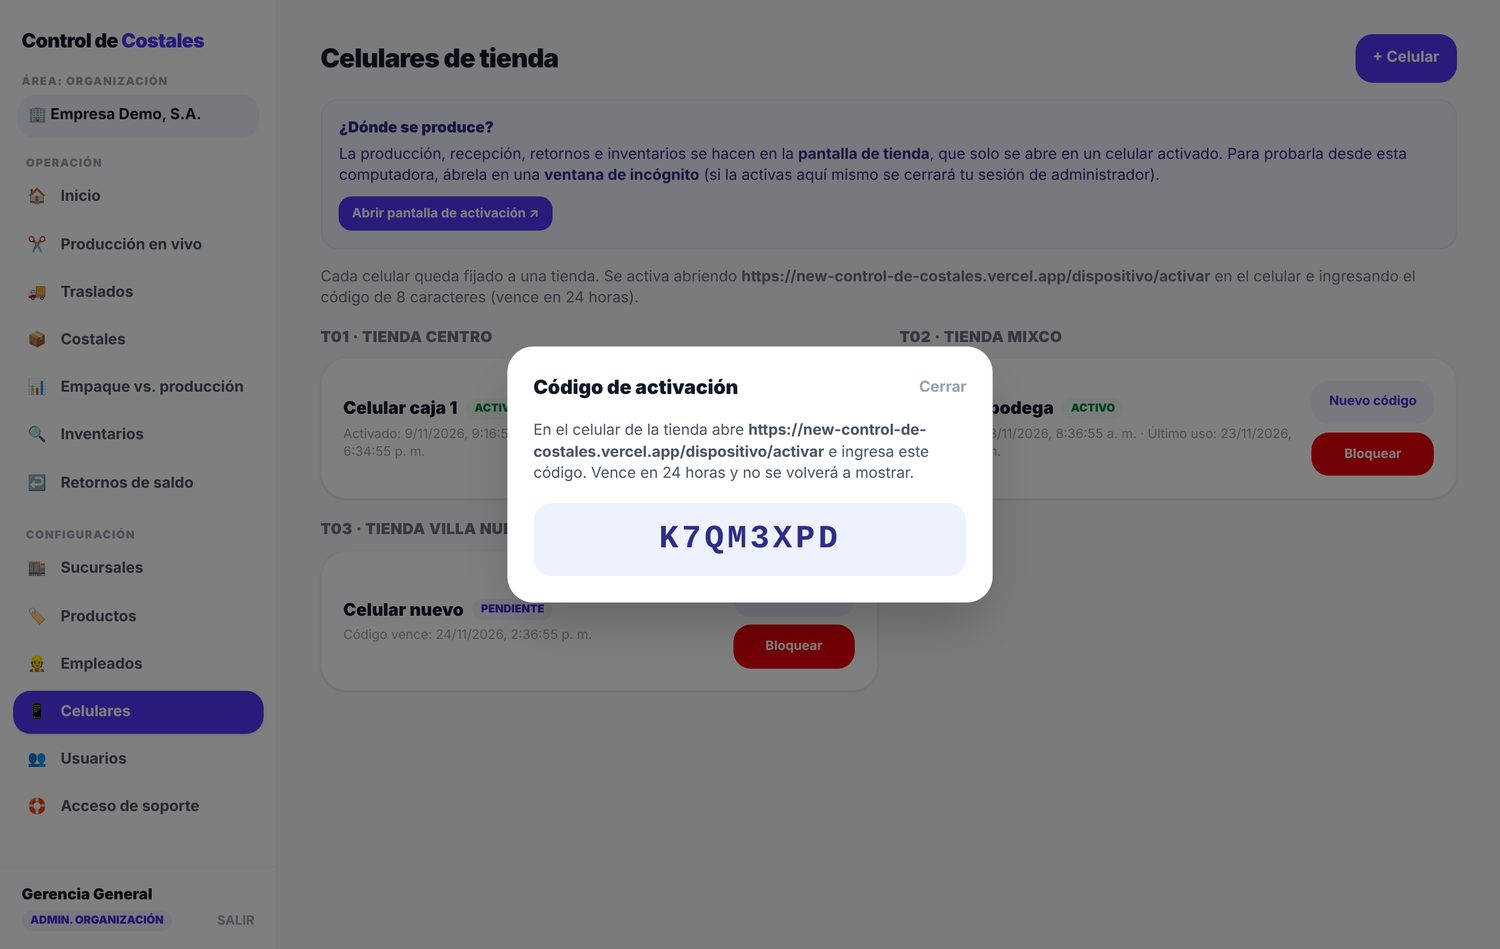 Control de Costales
ÁREA: ORGANIZACIÓN
Empresa Demo, S.A.
OPERACIÓN
Inicio
Producción en vivo
Traslados
Costales
Empaque vs. producción
Inventarios
Retornos de saldo
CONFIGURACIÓN
Sucursales
Productos
Empleados
Celulares
Usuarios
Acceso de soporte
Gerencia General
ADMIN. ORGANIZACIÓN
SALIR
Celulares de tienda
+ Celular
¿Dónde se produce?
La producción, recepción, retornos e inventarios se hacen en la pantalla de tienda, que solo se abre en un celular activado. Para probarla desde esta
computadora, ábrela en una ventana de incógnito (si la activas aquí mismo se cerrará tu sesión de administrador).
Abrir pantalla de activación ↗
Cada celular queda fijado a una tienda. Se activa abriendo https://new-control-de-costales.vercel.app/dispositivo/activar en el celular e ingresando el
código de 8 caracteres (vence en 24 horas).
T01 · TIENDA CENTRO
Celular caja 1
Activado: 9/11/2026,
6:34:55 p. m.
T02 · TIENDA MIXCO
bodega
ACTIVO
8:36:55 a. m. · Último uso: 23/11/2026,
Nuevo código
Bloquear
T03 · TIENDA VILLA
Celular nuevo
PENDIENTE
Código vence: 24/11/2026, 2:36:55 p. m.
Bloquear
Código de activación
Cerrar
En el celular de la tienda abre https://new-control-de-
costales.vercel.app/dispositivo/activar e ingresa este
código. Vence en 24 horas y no se volverá a mostrar.
K7QM3XPD